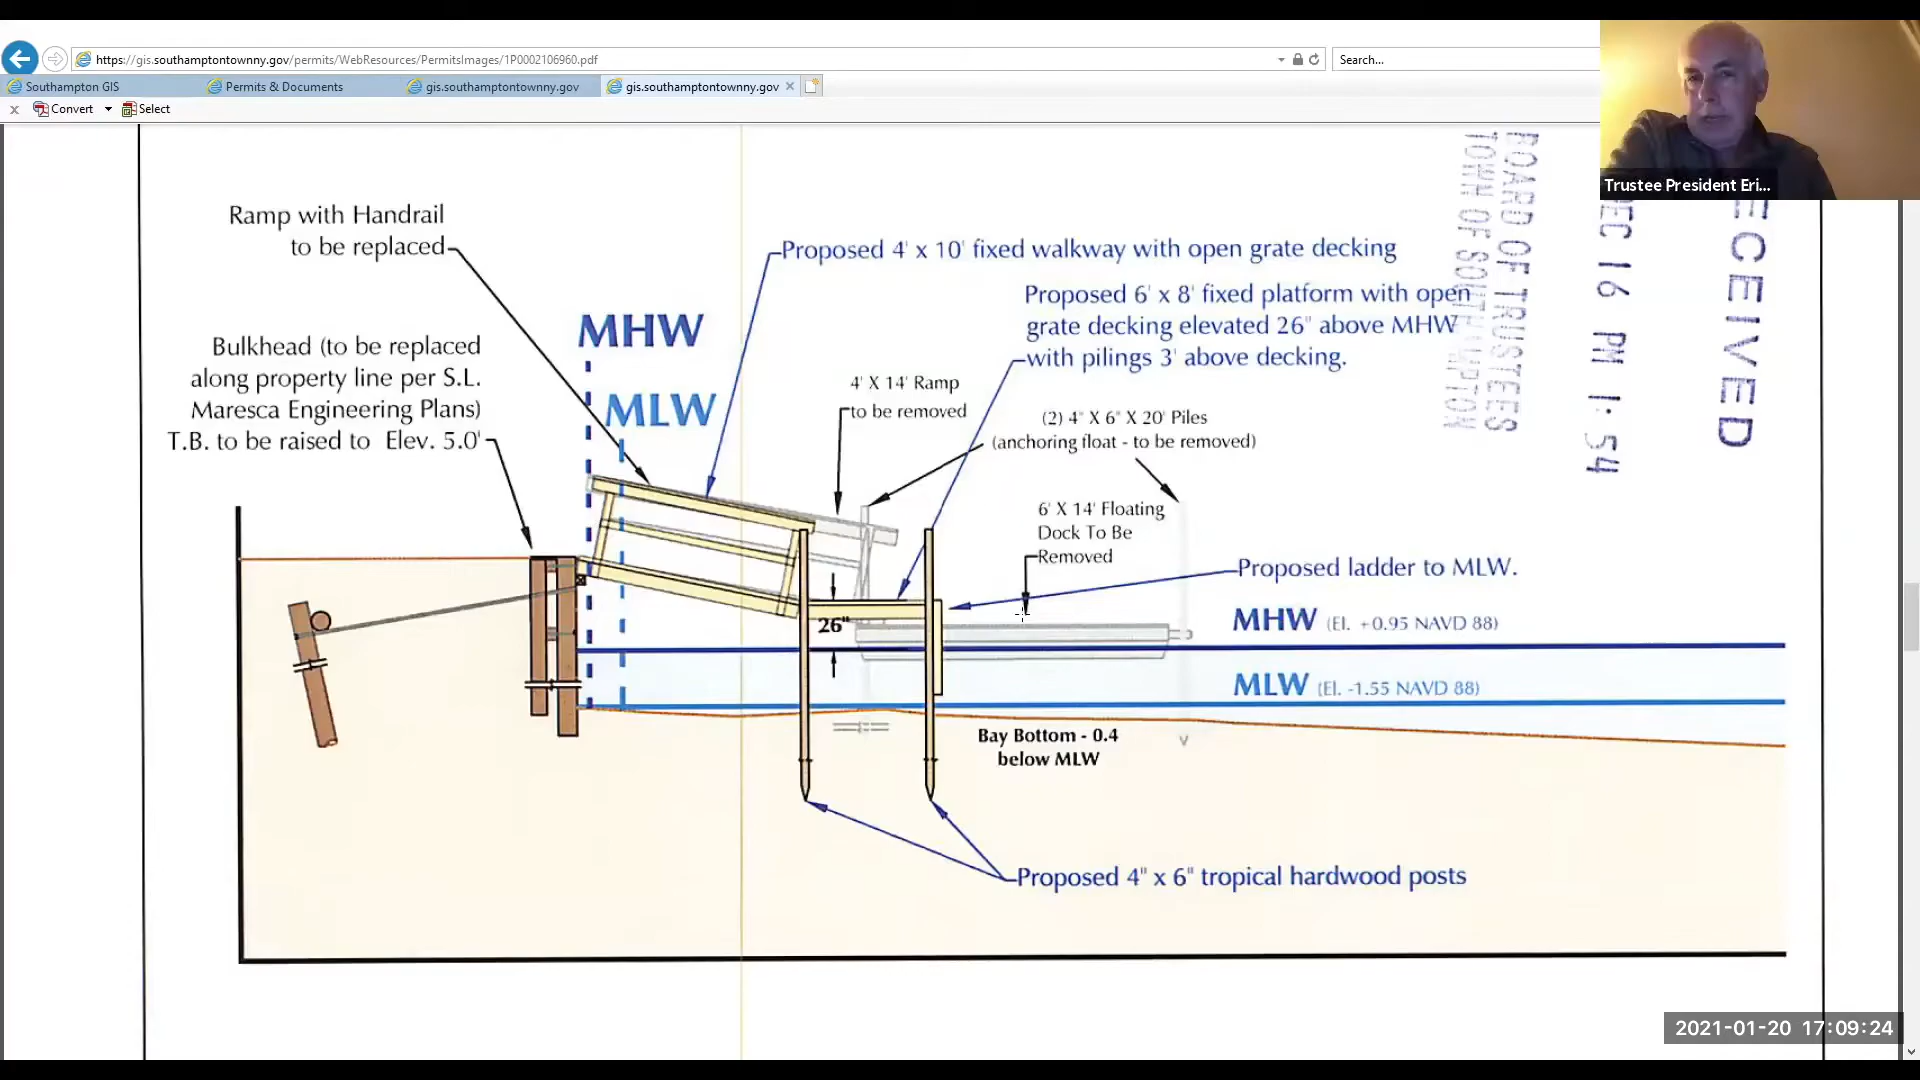 https://gis.southamptontownny.gov/permits/WebResources/PermitsImages/1P0002106960.pdf
Search...
Southampton GIS
Permits & Documents
gis.southamptontownny.gov
gis.southamptontownny.gov
Convert
Select
Trustee President Eri...
Ramp with Handrail
to be replaced
Proposed 4' x 10' fixed walkway with open grate decking
Proposed 6' x 8' fixed platform with open
grate decking elevated 26" above MHW
with pilings 3' above decking.
MHW
MLW
Bulkhead (to be replaced
along property line per S.L.
Maresca Engineering Plans)
T.B. to be raised to Elev. 5.0'
4' X 14' Ramp
to be removed
(2) 4" X 6" X 20' Piles
(anchoring float - to be removed)
6' X 14' Floating
Dock To Be
Removed
Proposed ladder to MLW.
26"
MHW (El. +0.95 NAVD 88)
MLW (El. -1.55 NAVD 88)
Bay Bottom - 0.4
below MLW
Proposed 4" x 6" tropical hardwood posts
ECEIVED
EC 16 PM 1:54
BOARD OF TRUSTEES
TOWN OF SOUTHAMPTON
2021-01-20 17:09:24